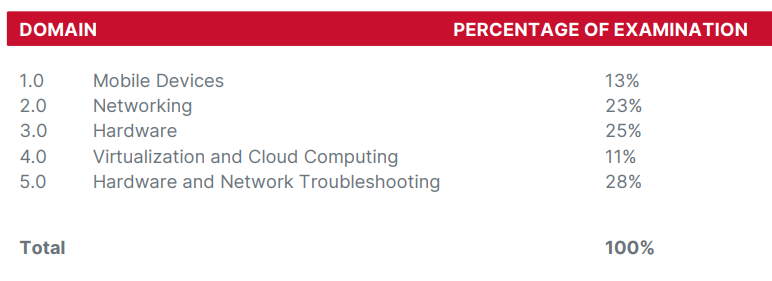 DOMAIN PERCENTAGE OF EXAMINATION
1.0 Mobile Devices 13%
2.0 Networking 23%
3.0 Hardware 25%
4.0 Virtualization and Cloud Computing 11%
5.0 Hardware and Network Troubleshooting 28%
Total 100%